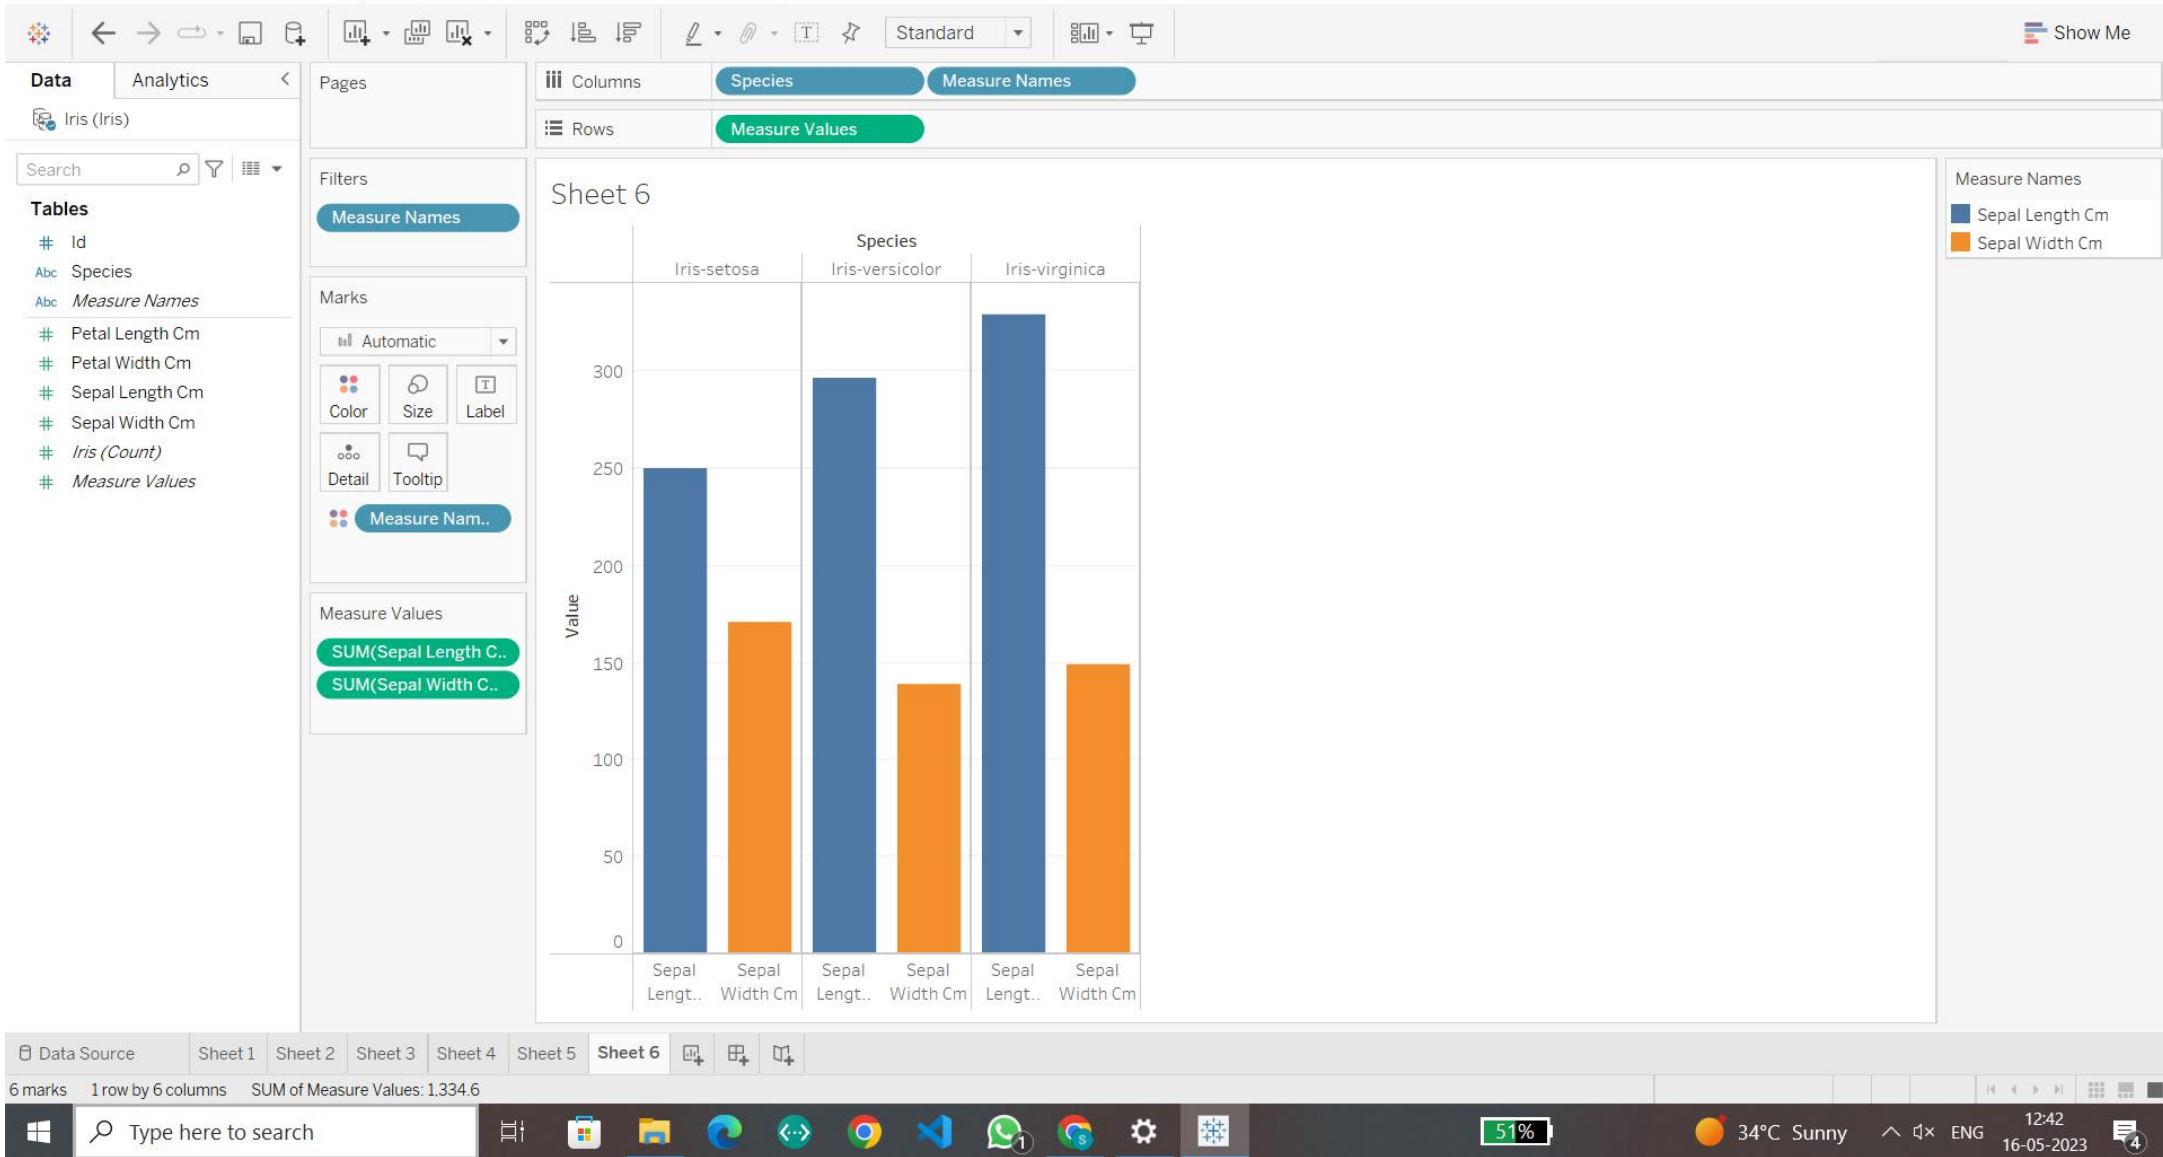 Standard
Show Me
Data
Analytics
Iris (Iris)
Search
Tables
Id
Abc Species
Abc Measure Names
Petal Length Cm
Petal Width Cm
Sepal Length Cm
Sepal Width Cm
Iris (Count)
Measure Values
Pages
Filters
Measure Names
Marks
Automatic
Color
Size
T
Label
Detail
Tooltip
Measure Nam..
Measure Values
SUM(Sepal Length C..
SUM(Sepal Width C..
Columns
Species
Measure Names
Rows
Measure Values
Sheet 6
Species
Iris-setosa
Iris-versicolor
Iris-virginica
Value
300
250
200
150
100
50
0
Sepal Lengt..
Sepal Width Cm
Sepal Lengt..
Sepal Width Cm
Sepal Lengt..
Sepal Width Cm
Measure Names
Sepal Length Cm
Sepal Width Cm
Data Source
Sheet 1
Sheet 2
Sheet 3
Sheet 4
Sheet 5
Sheet 6
6 marks
1 row by 6 columns
SUM of Measure Values: 1,334.6
Type here to search
1
S
51%
34°C Sunny
ENG
12:42
16-05-2023
4